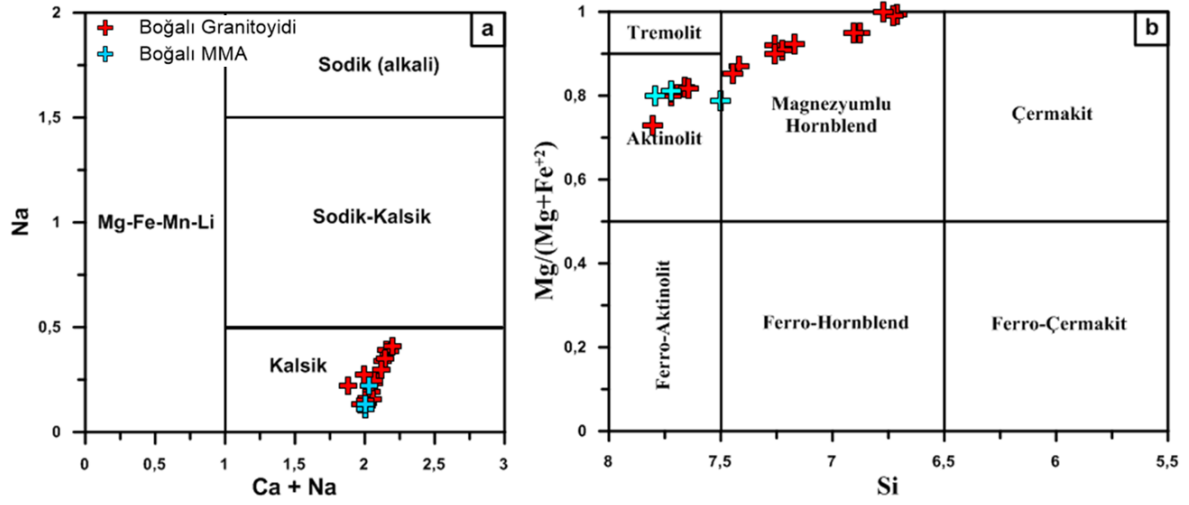 a
Boğalı Granitoyidi
Boğalı MMA
Sodik (alkali)
Mg-Fe-Mn-Li
Sodik-Kalsik
Kalsik
2
1,5
1
0,5
0
Na
0
0,5
1
1,5
2
2,5
3
Ca + Na
b
Tremolit
Aktinolit
Magnezyumlu
Hornblend
Çermakit
Ferro-Aktinolit
Ferro-Hornblend
Ferro-Çermakit
1
0,8
0,6
0,4
0,2
0
Mg/(Mg+Fe⁺²)
8
7,5
7
6,5
6
5,5
Si